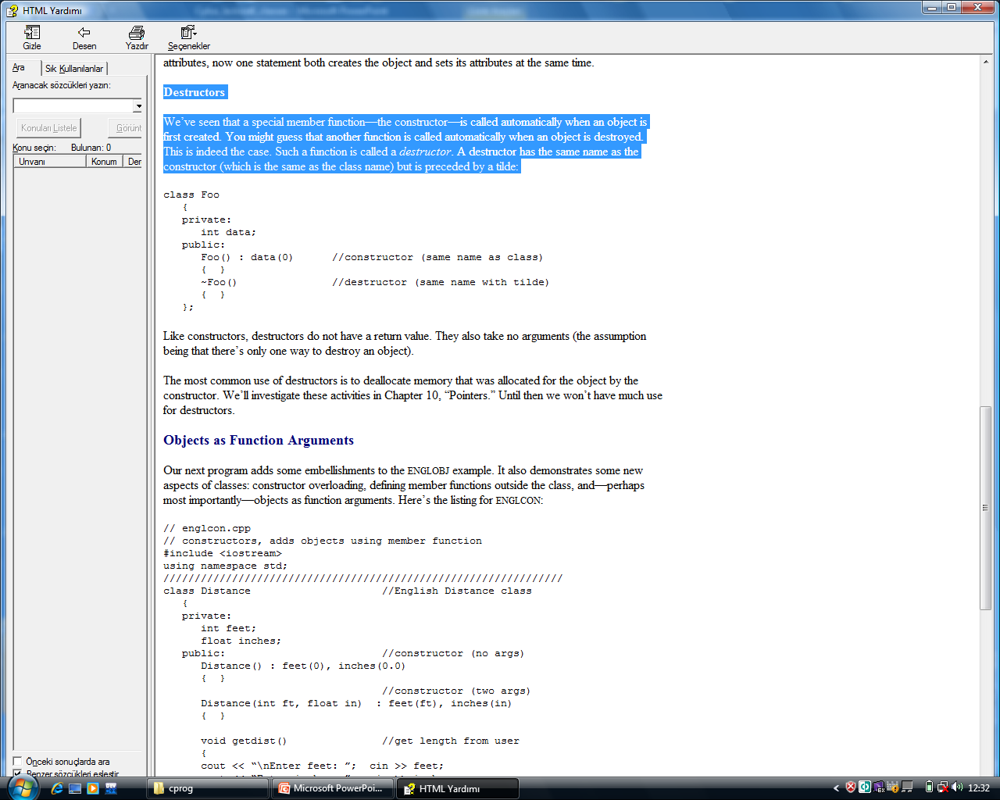 HTML Yardımı
Gizle
Desen
Yazdır
Seçenekler
Ara
Sık Kullanılanlar
Aranacak sözcükleri yazın:
Konuları Listele
Görünt
Konu seçin:
Bulunan: 0
Unvanı
Konum
Der
Önceki sonuçlarda ara
Benzer sözcükleri eşleştir
attributes, now one statement both creates the object and sets its attributes at the same time.
Destructors
We’ve seen that a special member function—the constructor—is called automatically when an object is
first created. You might guess that another function is called automatically when an object is destroyed.
This is indeed the case. Such a function is called a destructor. A destructor has the same name as the
constructor (which is the same as the class name) but is preceded by a tilde:
class Foo
{
private:
int data;
public:
Foo() : data(0)      //constructor (same name as class)
{  }
~Foo()               //destructor (same name with tilde)
{  }
};
Like constructors, destructors do not have a return value. They also take no arguments (the assumption
being that there’s only one way to destroy an object).
The most common use of destructors is to deallocate memory that was allocated for the object by the
constructor. We’ll investigate these activities in Chapter 10, “Pointers.” Until then we won’t have much use
for destructors.
Objects as Function Arguments
Our next program adds some embellishments to the ENGLOBJ example. It also demonstrates some new
aspects of classes: constructor overloading, defining member functions outside the class, and—perhaps
most importantly—objects as function arguments. Here’s the listing for ENGLCON:
// englcon.cpp
// constructors, adds objects using member function
#include <iostream>
using namespace std;
////////////////////////////////////////////////////////////////
class Distance                     //English Distance class
{
private:
int feet;
float inches;
public:                         //constructor (no args)
Distance() : feet(0), inches(0.0)
{  }
//constructor (two args)
Distance(int ft, float in)  : feet(ft), inches(in)
{  }
void getdist()               //get length from user
{
cout << “\nEnter feet: ”;  cin >> feet;
cprog
Microsoft PowerPoi...
HTML Yardımı
12:32